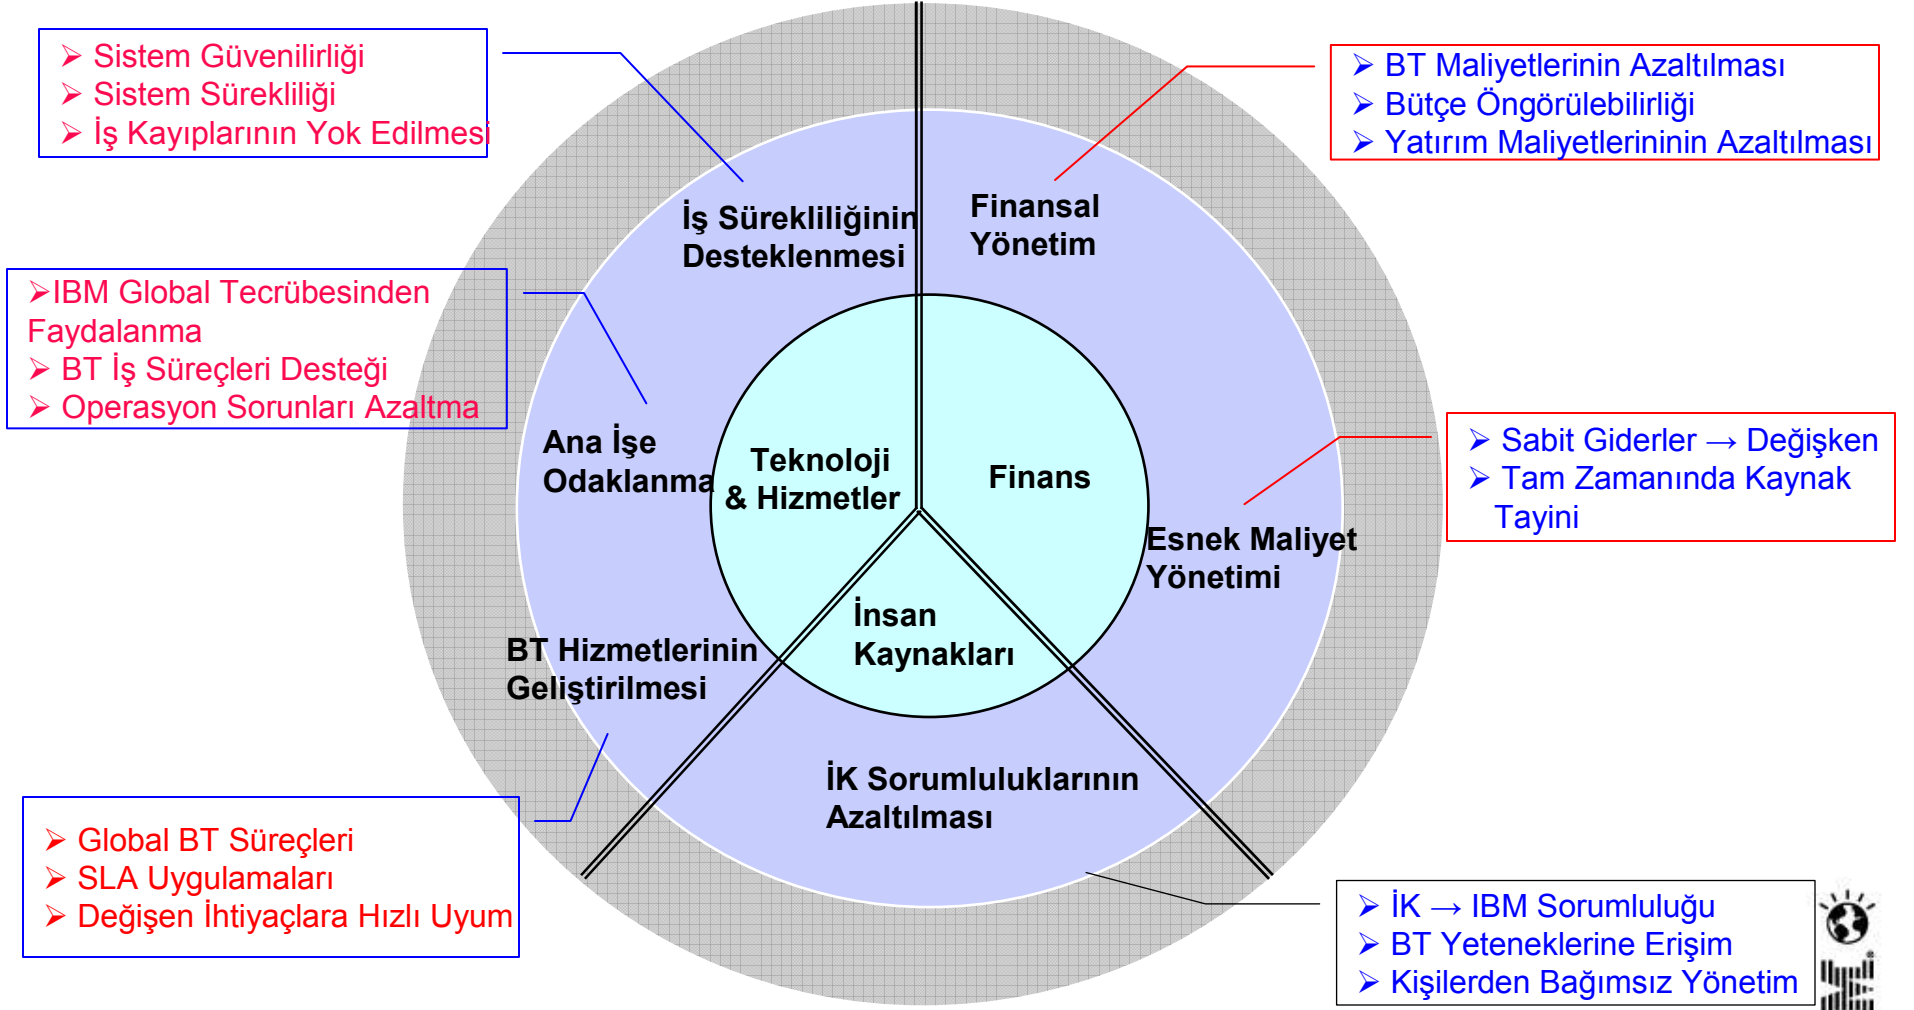 ➢ Sistem Güvenilirliği
➢ Sistem Sürekliliği
➢ İş Kayıplarının Yok Edilmesi
➢ BT Maliyetlerinin Azaltılması
➢ Bütçe Öngörülebilirliği
➢ Yatırım Maliyetlerininin Azaltılması
İş Sürekliliğinin
Desteklenmesi
Finansal
Yönetim
➢IBM Global Tecrübesinden
Faydalanma
➢ BT İş Süreçleri Desteği
➢ Operasyon Sorunları Azaltma
Ana İşe
Odaklanma
Teknoloji
& Hizmetler
Finans
➢ Sabit Giderler → Değişken
➢ Tam Zamanında Kaynak
Tayini
Esnek Maliyet
Yönetimi
İnsan
Kaynakları
BT Hizmetlerinin
Geliştirilmesi
İK Sorumluluklarının
Azaltılması
➢ Global BT Süreçleri
➢ SLA Uygulamaları
➢ Değişen İhtiyaçlara Hızlı Uyum
➢ İK → IBM Sorumluluğu
➢ BT Yeteneklerine Erişim
➢ Kişilerden Bağımsız Yönetim